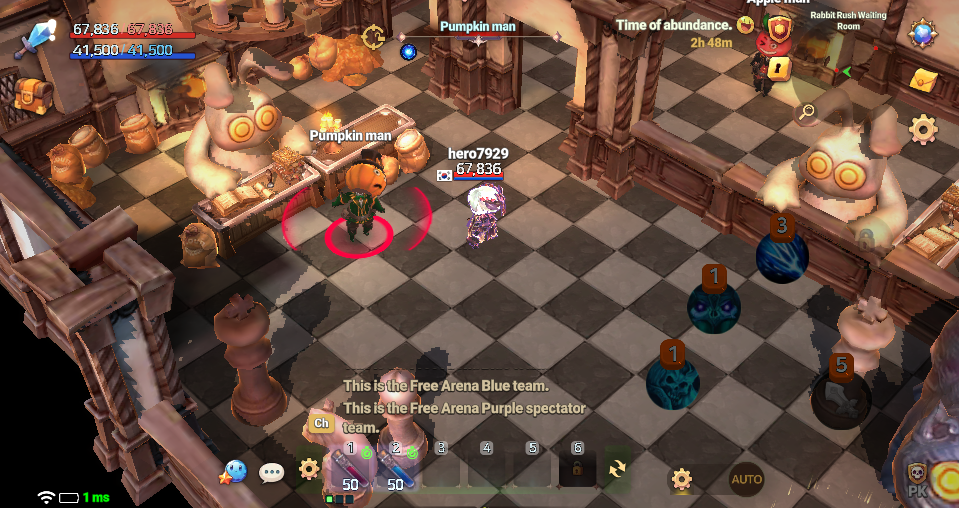 67,836 67,836
41,500 41,500
Pumpkin man
Time of abundance.
2h 48m
Apple man
Rabbit Rush Waiting
Room
Pumpkin man
hero7929
67,836
3
1
1
5
This is the Free Arena Blue team.
This is the Free Arena Purple spectator
team.
Ch
1 2 3 4 5 6
50 50
AUTO
PK
1 ms